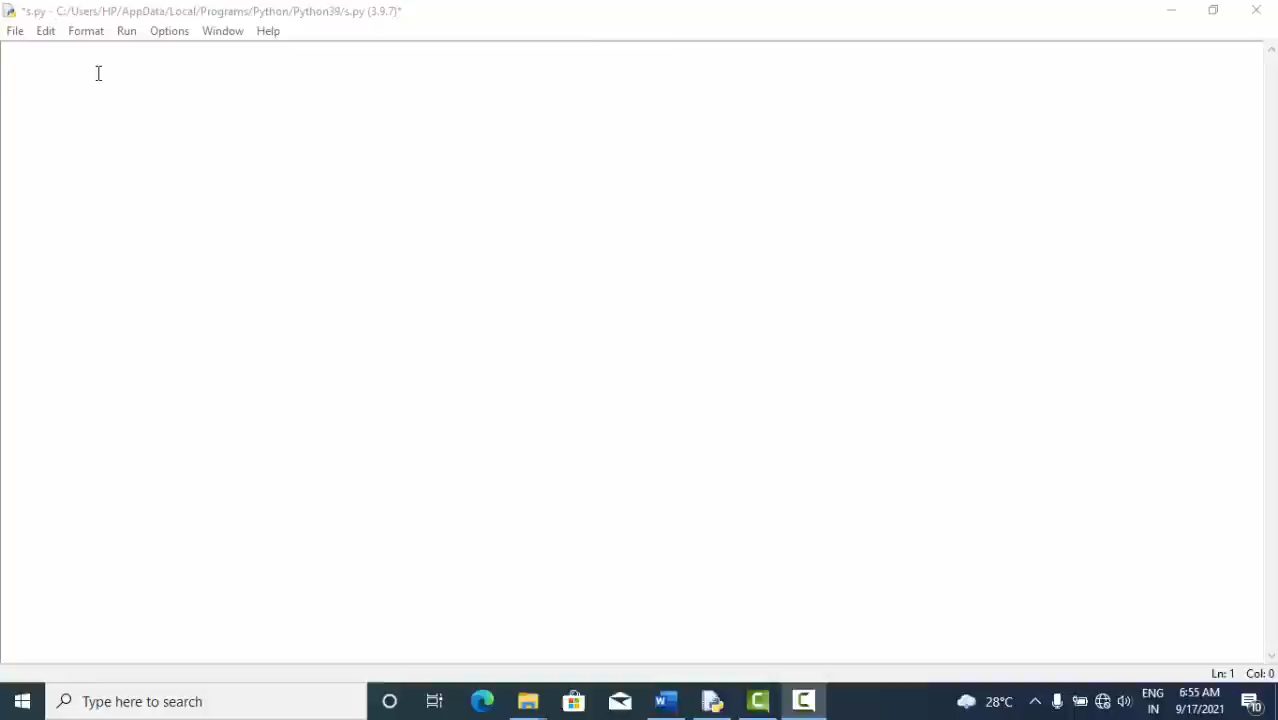 *s.py - C:/Users/HP/AppData/Local/Programs/Python/Python39/s.py (3.9.7)*
File Edit Format Run Options Window Help
Ln: 1 Col: 0
Type here to search
28°C
ENG
IN
6:55 AM
9/17/2021
10